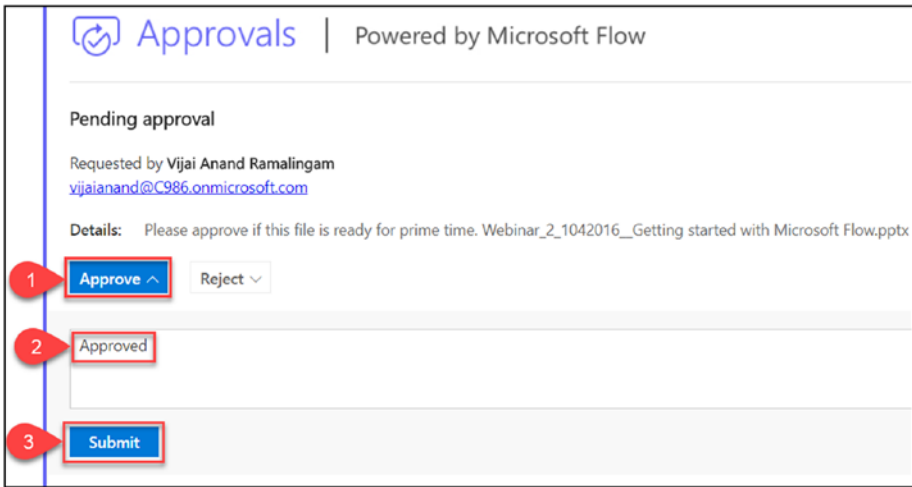 Approvals | Powered by Microsoft Flow
Pending approval
Requested by Vijai Anand Ramalingam
vijaianand@C986.onmicrosoft.com
Details: Please approve if this file is ready for prime time. Webinar_2_1042016__Getting started with Microsoft Flow.pptx
1 Approve Reject
2 Approved
3 Submit